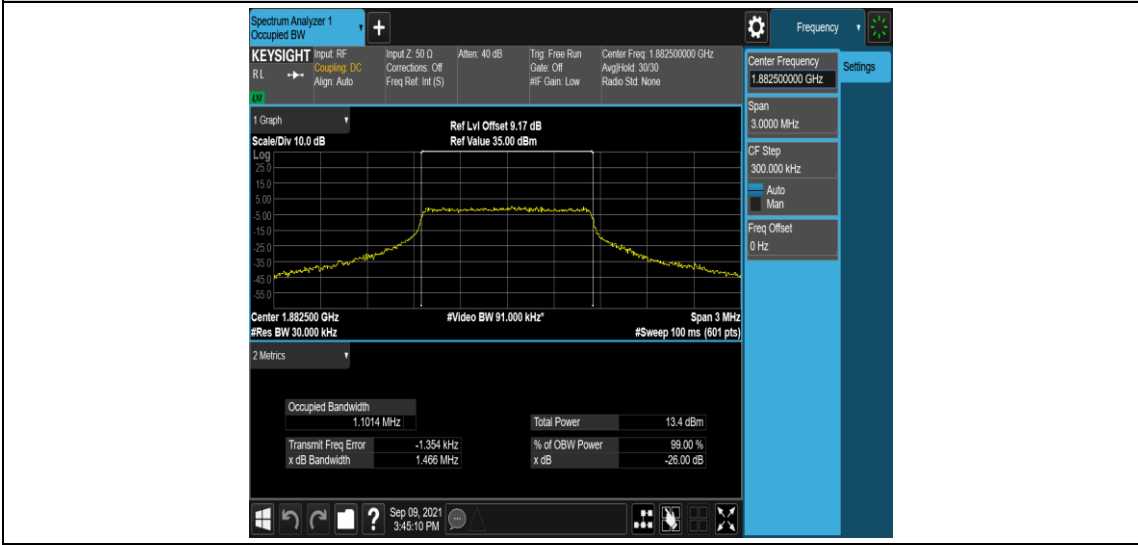 Spectrum Analyzer 1
Occupied BW
+
Frequency
KEYSIGHT
RL
LM
Input: RF
Coupling: DC
Align: Auto
Input Z: 50 Ω
Corrections: Off
Freq Ref: Int (S)
Atten: 40 dB
Trig: Free Run
Gate: Off
#IF Gain: Low
Center Freq: 1.882500000 GHz
Avg|Hold: 30/30
Radio Std: None
Center Frequency
1.882500000 GHz
Settings
Span
3.0000 MHz
CF Step
300.000 kHz
Auto
Man
Freq Offset
0 Hz
1 Graph
Scale/Div 10.0 dB
Ref Lvl Offset 9.17 dB
Ref Value 35.00 dBm
Log
25.0
15.0
5.00
-5.00
-15.0
-25.0
-35.0
-45.0
-55.0
Center 1.882500 GHz
#Video BW 91.000 kHz*
Span 3 MHz
#Res BW 30.000 kHz
#Sweep 100 ms (601 pts)
2 Metrics
Occupied Bandwidth
1.1014 MHz
Total Power 13.4 dBm
Transmit Freq Error -1.354 kHz
% of OBW Power 99.00 %
x dB Bandwidth 1.466 MHz
x dB -26.00 dB
?
Sep 09, 2021
3:45:10 PM